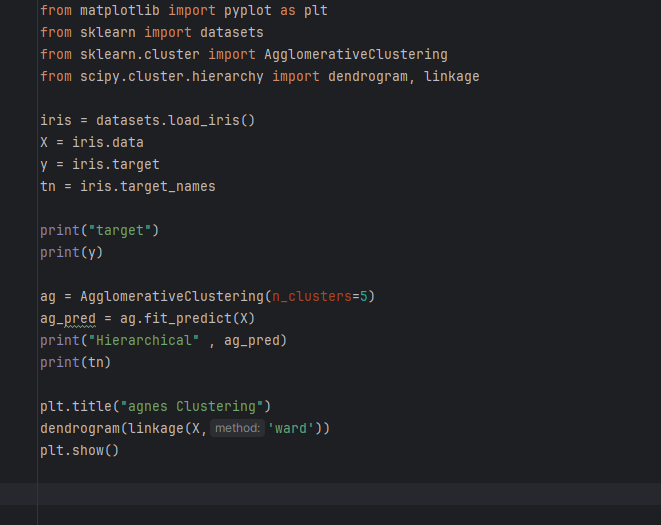 from matplotlib import pyplot as plt
from sklearn import datasets
from sklearn.cluster import AgglomerativeClustering
from scipy.cluster.hierarchy import dendrogram, linkage
iris = datasets.load_iris()
X = iris.data
y = iris.target
tn = iris.target_names
print("target")
print(y)
ag = AgglomerativeClustering(n_clusters=5)
ag_pred = ag.fit_predict(X)
print("Hierarchical" , ag_pred)
print(tn)
plt.title("agnes Clustering")
dendrogram(linkage(X, method: 'ward'))
plt.show()